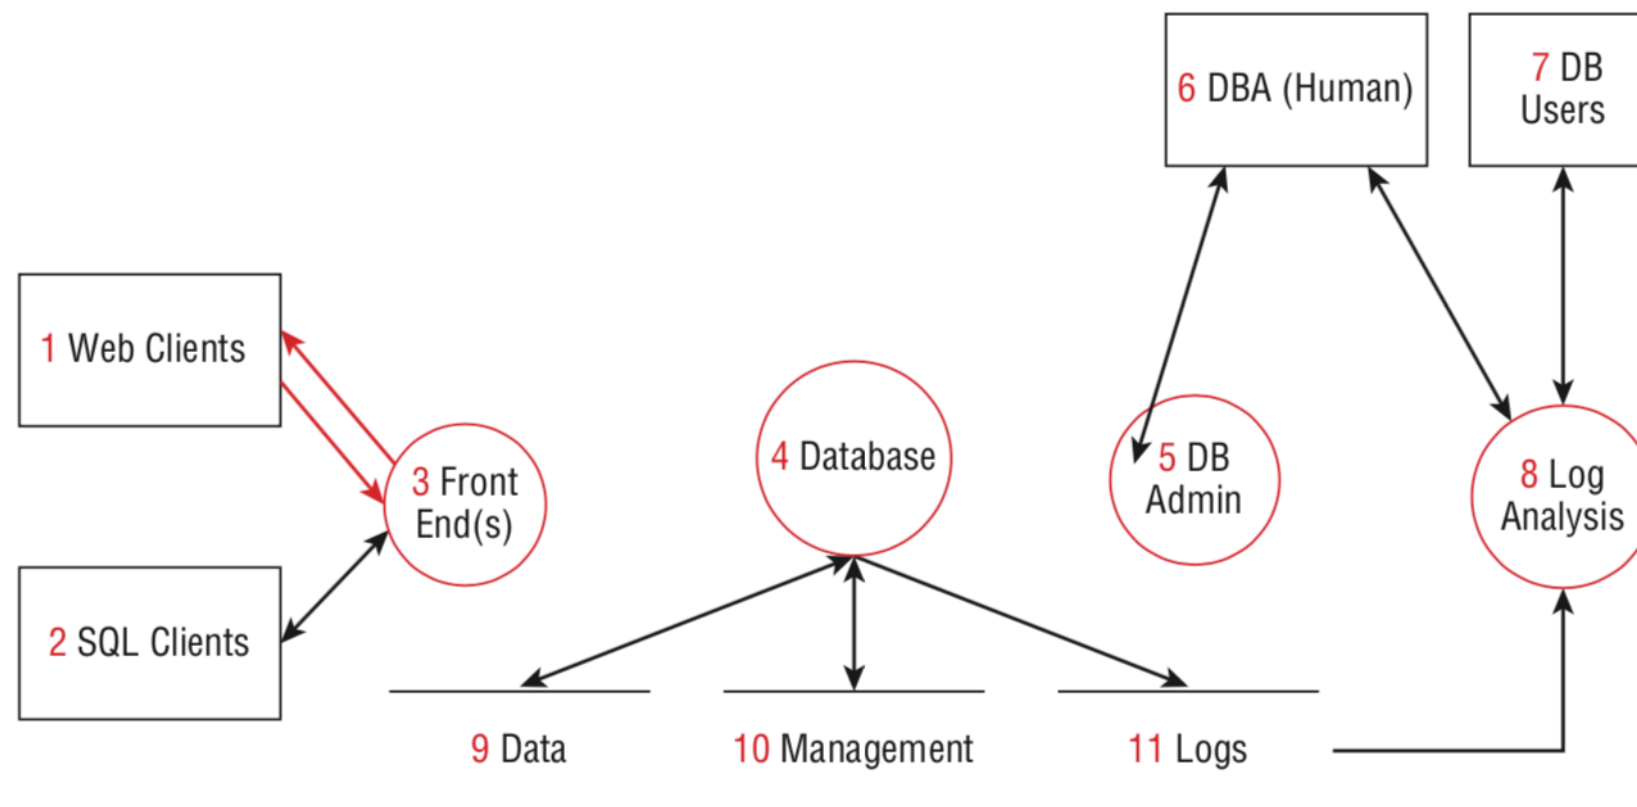 6 DBA (Human)
7 DB
Users
1 Web Clients
3 Front
End(s)
4 Database
5 DB
Admin
8 Log
Analysis
2 SQL Clients
9 Data
10 Management
11 Logs